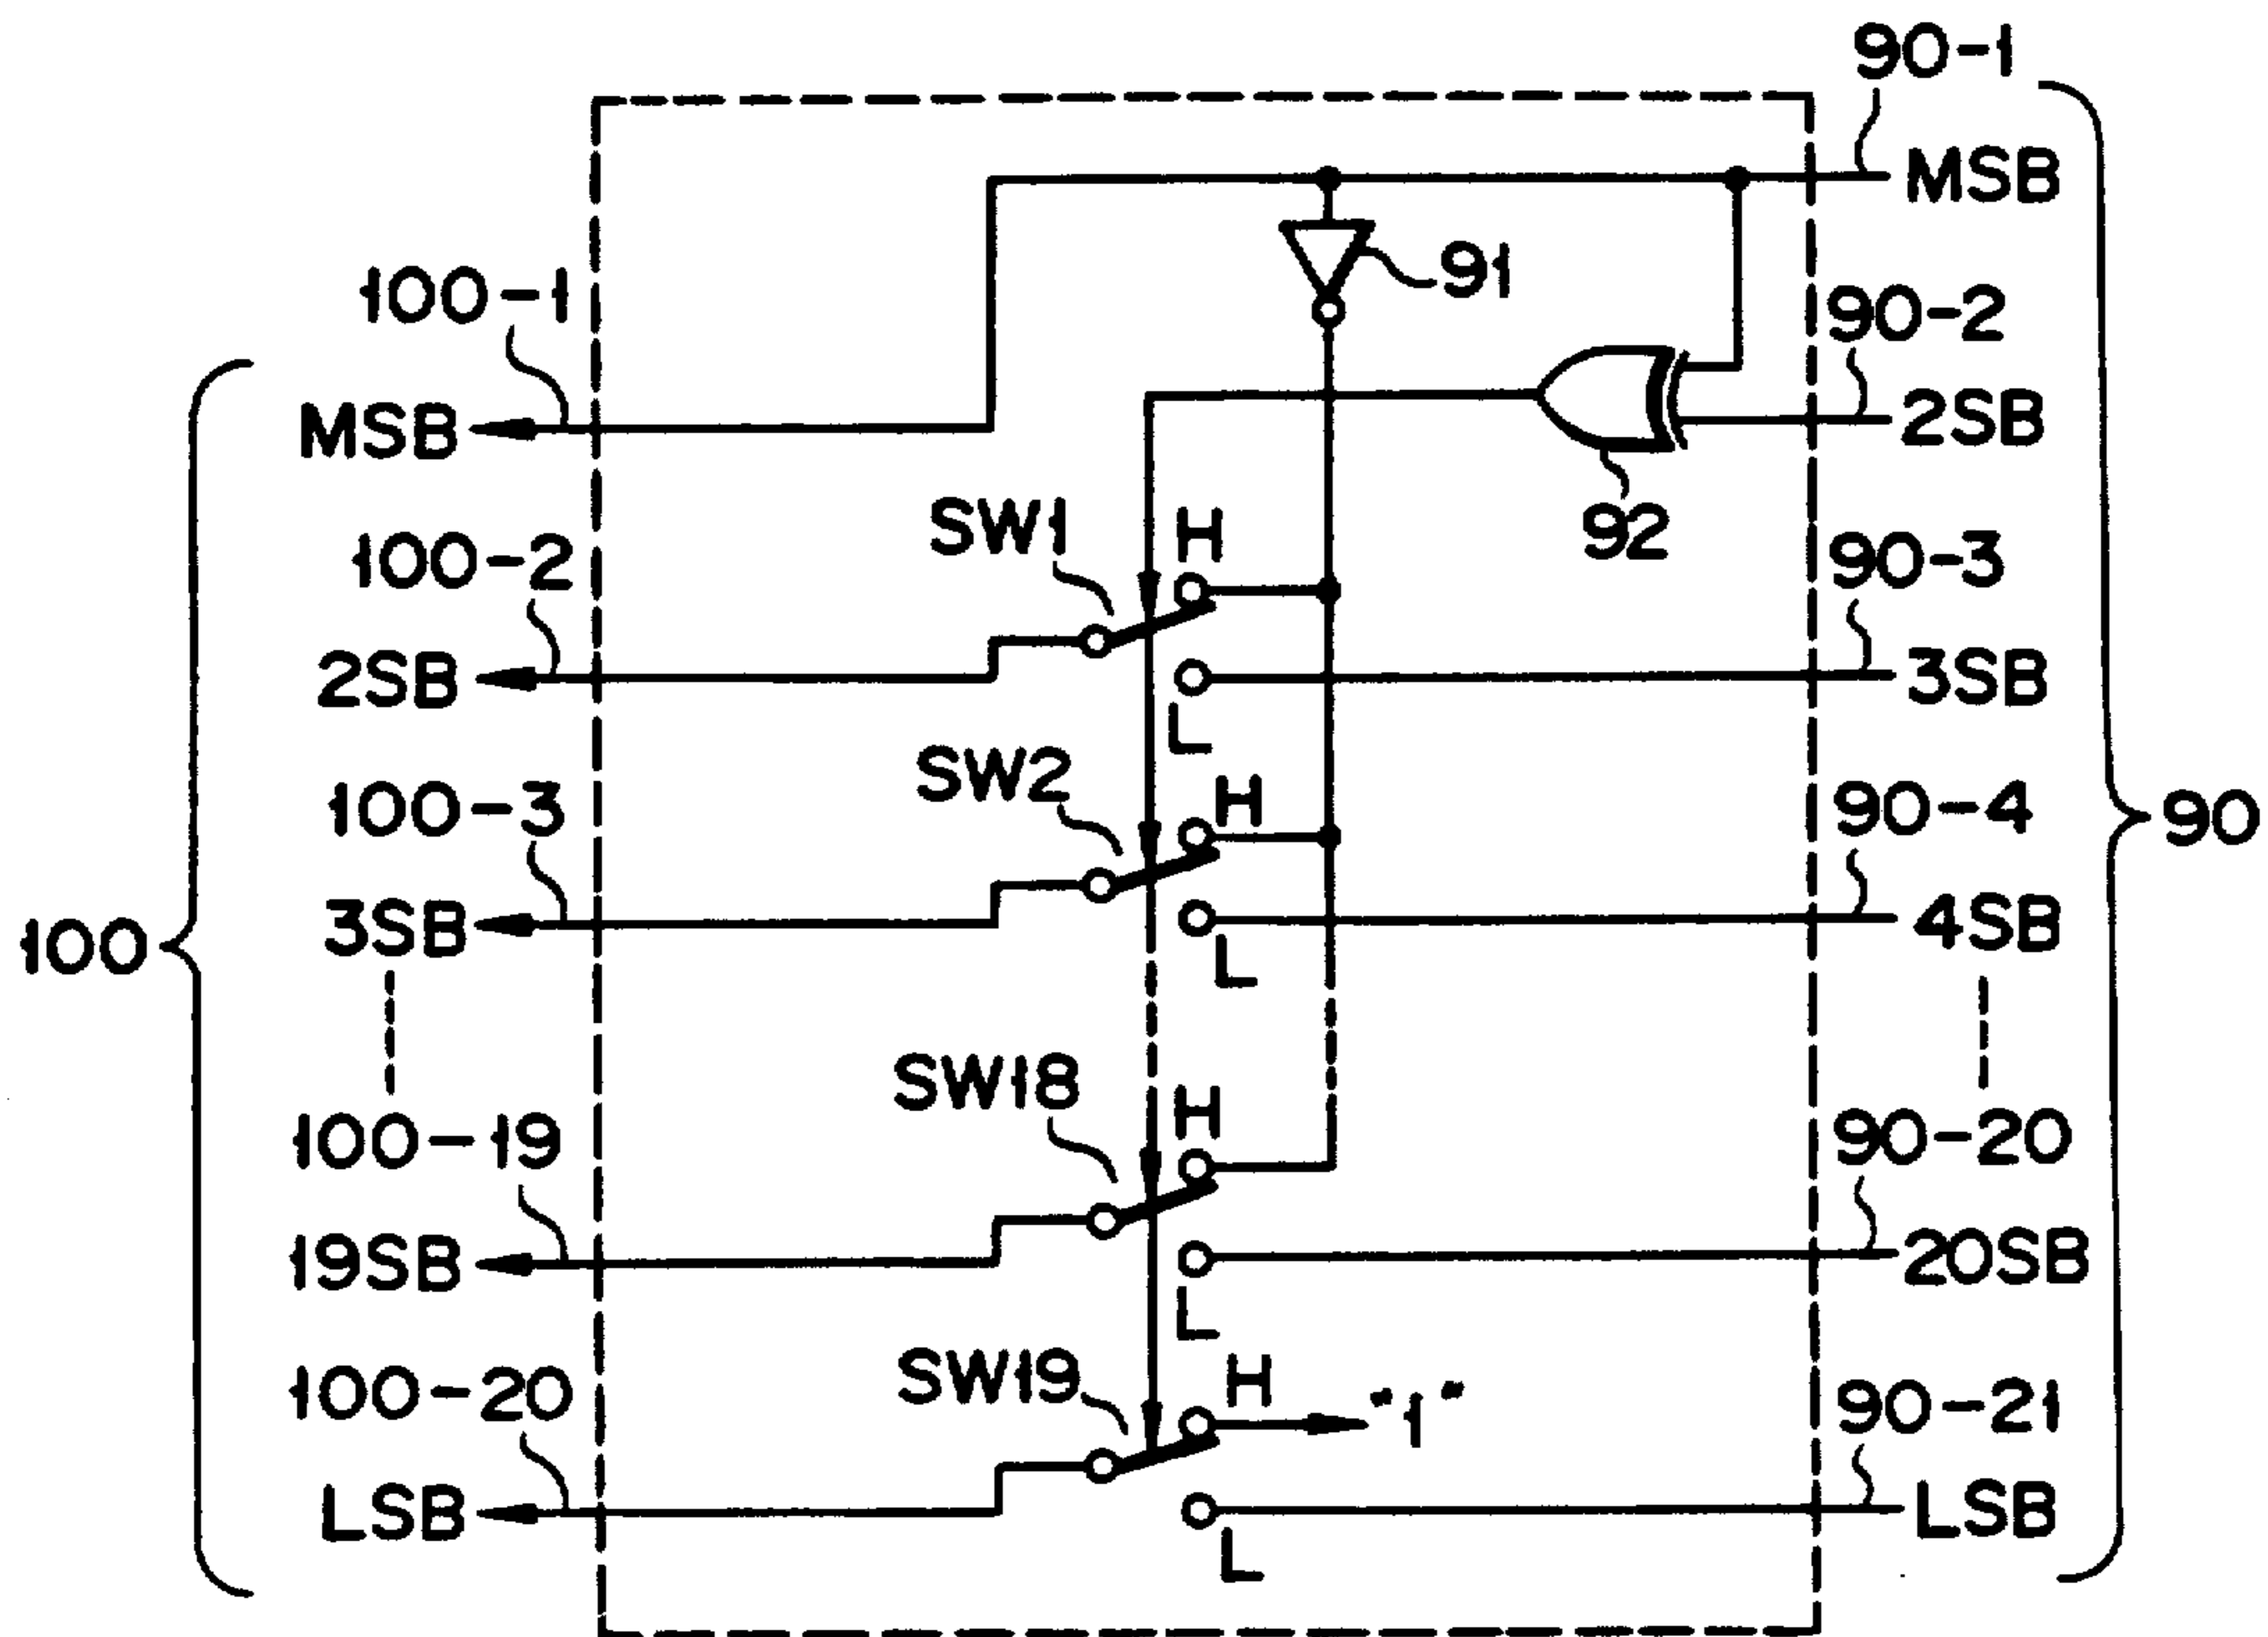 90-1
MSB
91
100-1
90-2
MSB
2SB
SW1
H
92
100-2
90-3
2SB
3SB
L
SW2
H
100-3
90-4
90
3SB
4SB
100
L
SW18
H
100-19
90-20
19SB
20SB
L
SW19
H
"1"
100-20
90-21
LSB
LSB
L